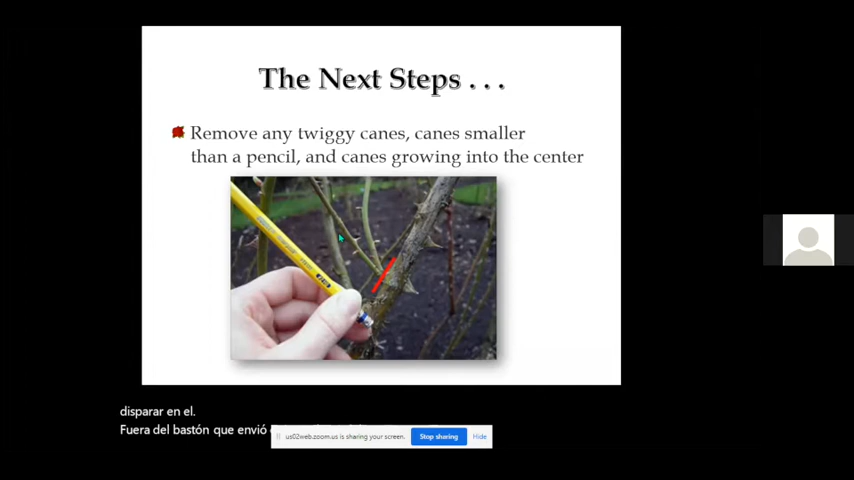 The Next Steps . . .
Remove any twiggy canes, canes smaller
than a pencil, and canes growing into the center
disparar en el.
Fuera del bastón que envió
us02web.zoom.us is sharing your screen. Stop sharing Hide